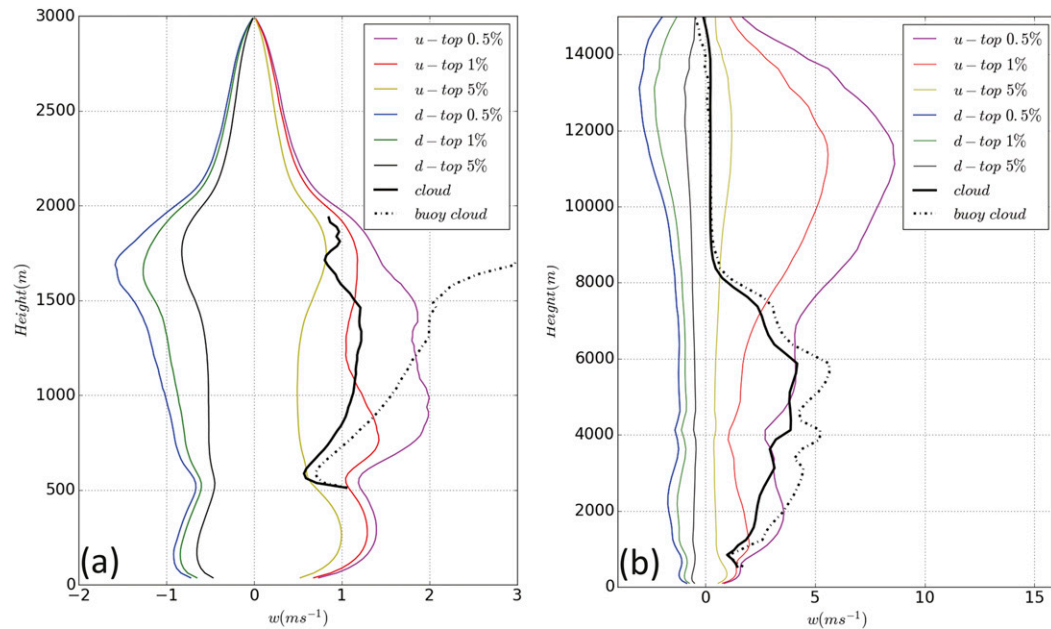 3000
2500
2000
1500
1000
500
0
Height(m)
−2 −1 0 1 2 3
w(ms⁻¹)
(a)
u − top 0.5%
u − top 1%
u − top 5%
d − top 0.5%
d − top 1%
d − top 5%
cloud
buoy cloud
14000
12000
10000
8000
6000
4000
2000
0
Height(m)
0 5 10 15
w(ms⁻¹)
(b)
u − top 0.5%
u − top 1%
u − top 5%
d − top 0.5%
d − top 1%
d − top 5%
cloud
buoy cloud